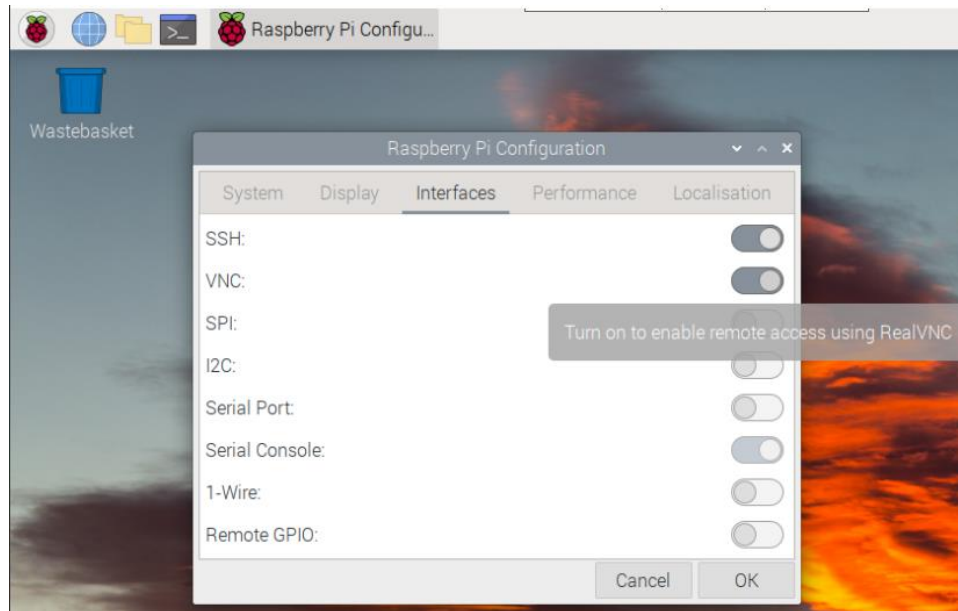 Raspberry Pi Configu...
Wastebasket
Raspberry Pi Configuration
System Display Interfaces Performance Localisation
SSH:
VNC:
SPI:
Turn on to enable remote access using RealVNC
I2C:
Serial Port:
Serial Console:
1-Wire:
Remote GPIO:
Cancel OK